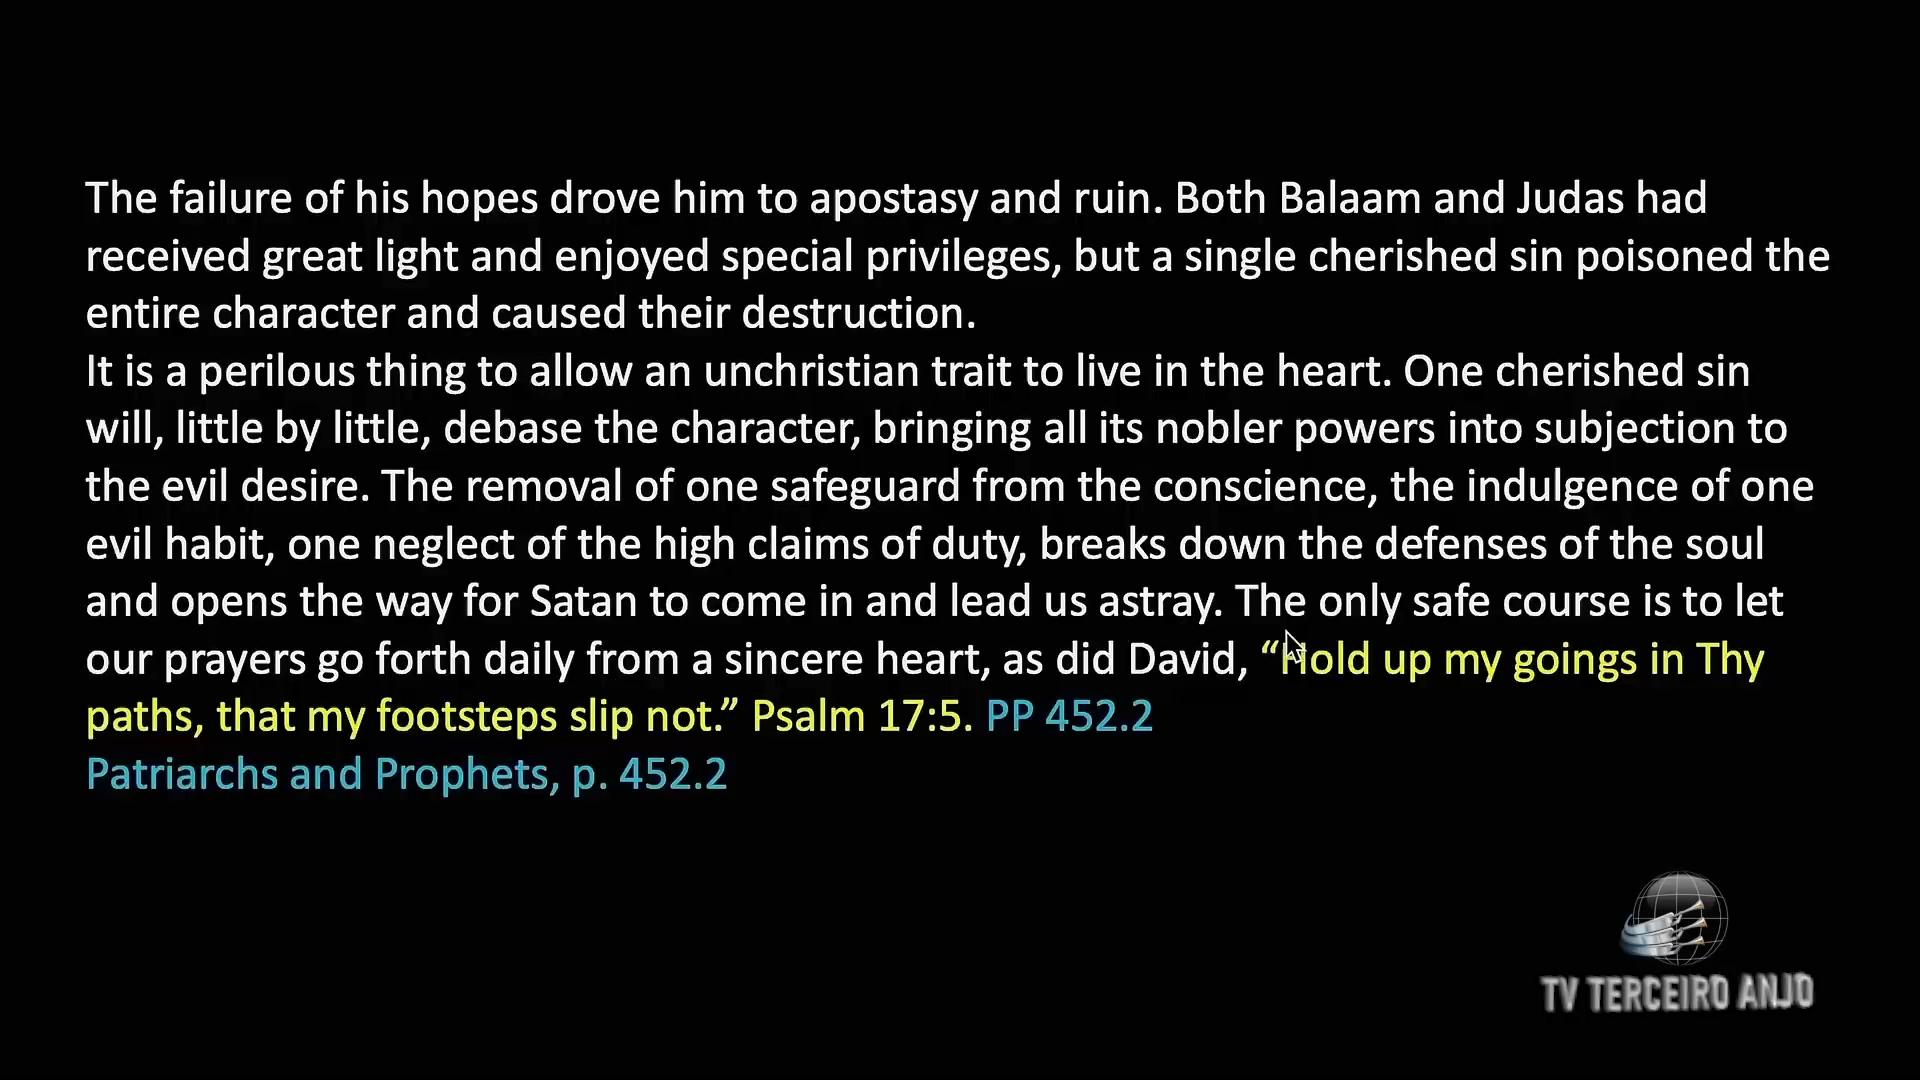 The failure of his hopes drove him to apostasy and ruin. Both Balaam and Judas had
received great light and enjoyed special privileges, but a single cherished sin poisoned the
entire character and caused their destruction.
It is a perilous thing to allow an unchristian trait to live in the heart. One cherished sin
will, little by little, debase the character, bringing all its nobler powers into subjection to
the evil desire. The removal of one safeguard from the conscience, the indulgence of one
evil habit, one neglect of the high claims of duty, breaks down the defenses of the soul
and opens the way for Satan to come in and lead us astray. The only safe course is to let
our prayers go forth daily from a sincere heart, as did David, “Hold up my goings in Thy
paths, that my footsteps slip not.” Psalm 17:5. PP 452.2
Patriarchs and Prophets, p. 452.2
TV TERCEIRO ANJO